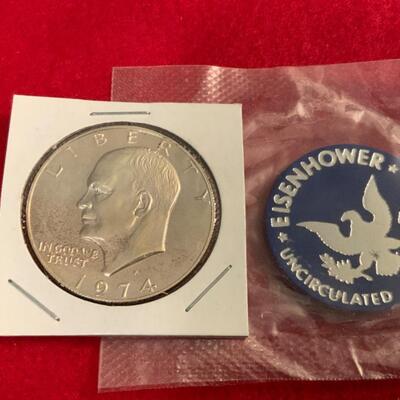 LIBERTY
IN GOD WE
TRUST
1974
★ EISENHOWER ★
UNCIRCULATED